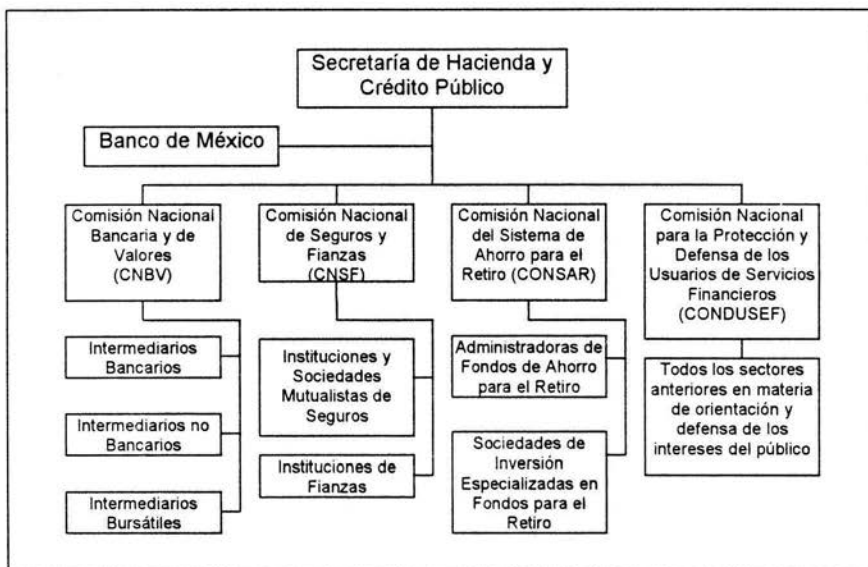 Secretaría de Hacienda y
Crédito Público
Banco de México
Comisión Nacional
Bancaria y de
Valores
(CNBV)
Comisión Nacional
de Seguros y
Fianzas
(CNSF)
Comisión Nacional
del Sistema de
Ahorro para el
Retiro (CONSAR)
Comisión Nacional
para la Protección y
Defensa de los
Usuarios de Servicios
Financieros
(CONDUSEF)
Intermediarios
Bancarios
Intermediarios no
Bancarios
Intermediarios
Bursátiles
Instituciones y
Sociedades
Mutualistas de
Seguros
Instituciones de
Fianzas
Administradoras de
Fondos de Ahorro
para el Retiro
Sociedades de
Inversión
Especializadas en
Fondos para el
Retiro
Todos los sectores
anteriores en materia
de orientación y
defensa de los
intereses del público